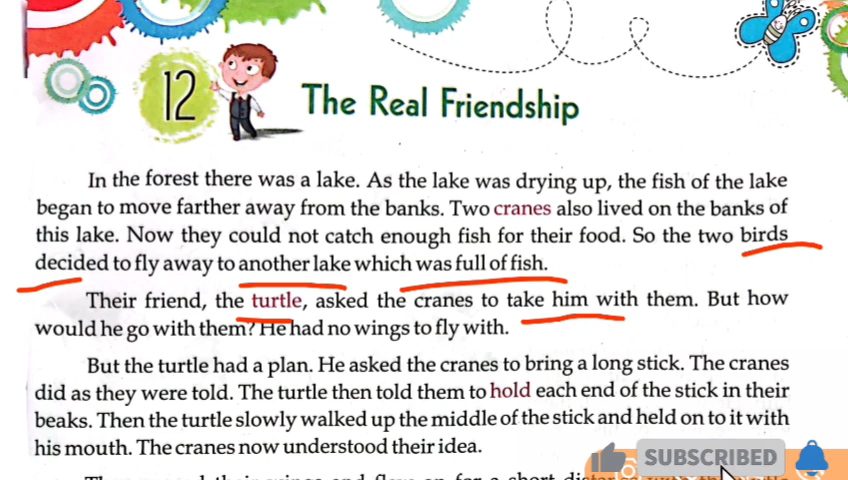 12
The Real Friendship
In the forest there was a lake. As the lake was drying up, the fish of the lake
began to move farther away from the banks. Two cranes also lived on the banks of
this lake. Now they could not catch enough fish for their food. So the two birds
decided to fly away to another lake which was full of fish.
Their friend, the turtle, asked the cranes to take him with them. But how
would he go with them? He had no wings to fly with.
But the turtle had a plan. He asked the cranes to bring a long stick. The cranes
did as they were told. The turtle then told them to hold each end of the stick in their
beaks. Then the turtle slowly walked up the middle of the stick and held on to it with
his mouth. The cranes now understood their idea.
SUBSCRIBED